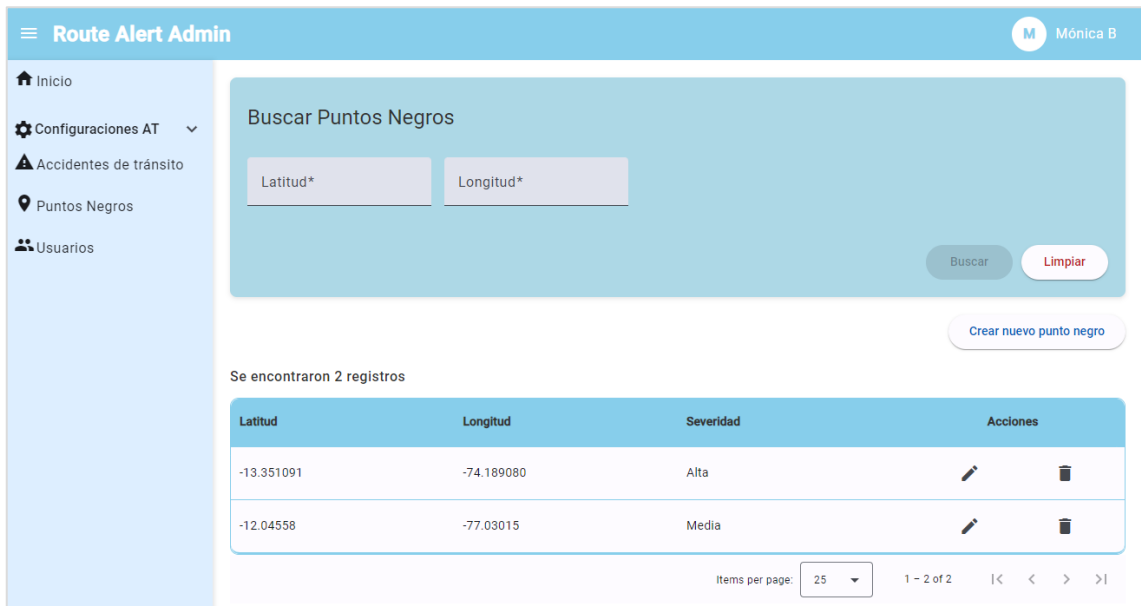 Route Alert Admin
M Mónica B
Inicio
Configuraciones AT
Accidentes de tránsito
Puntos Negros
Usuarios
Buscar Puntos Negros
Latitud* Longitud*
Buscar Limpiar
Crear nuevo punto negro
Se encontraron 2 registros
Latitud Longitud Severidad Acciones
-13.351091 -74.189080 Alta
-12.04558 -77.03015 Media
Items per page: 25 1 – 2 of 2